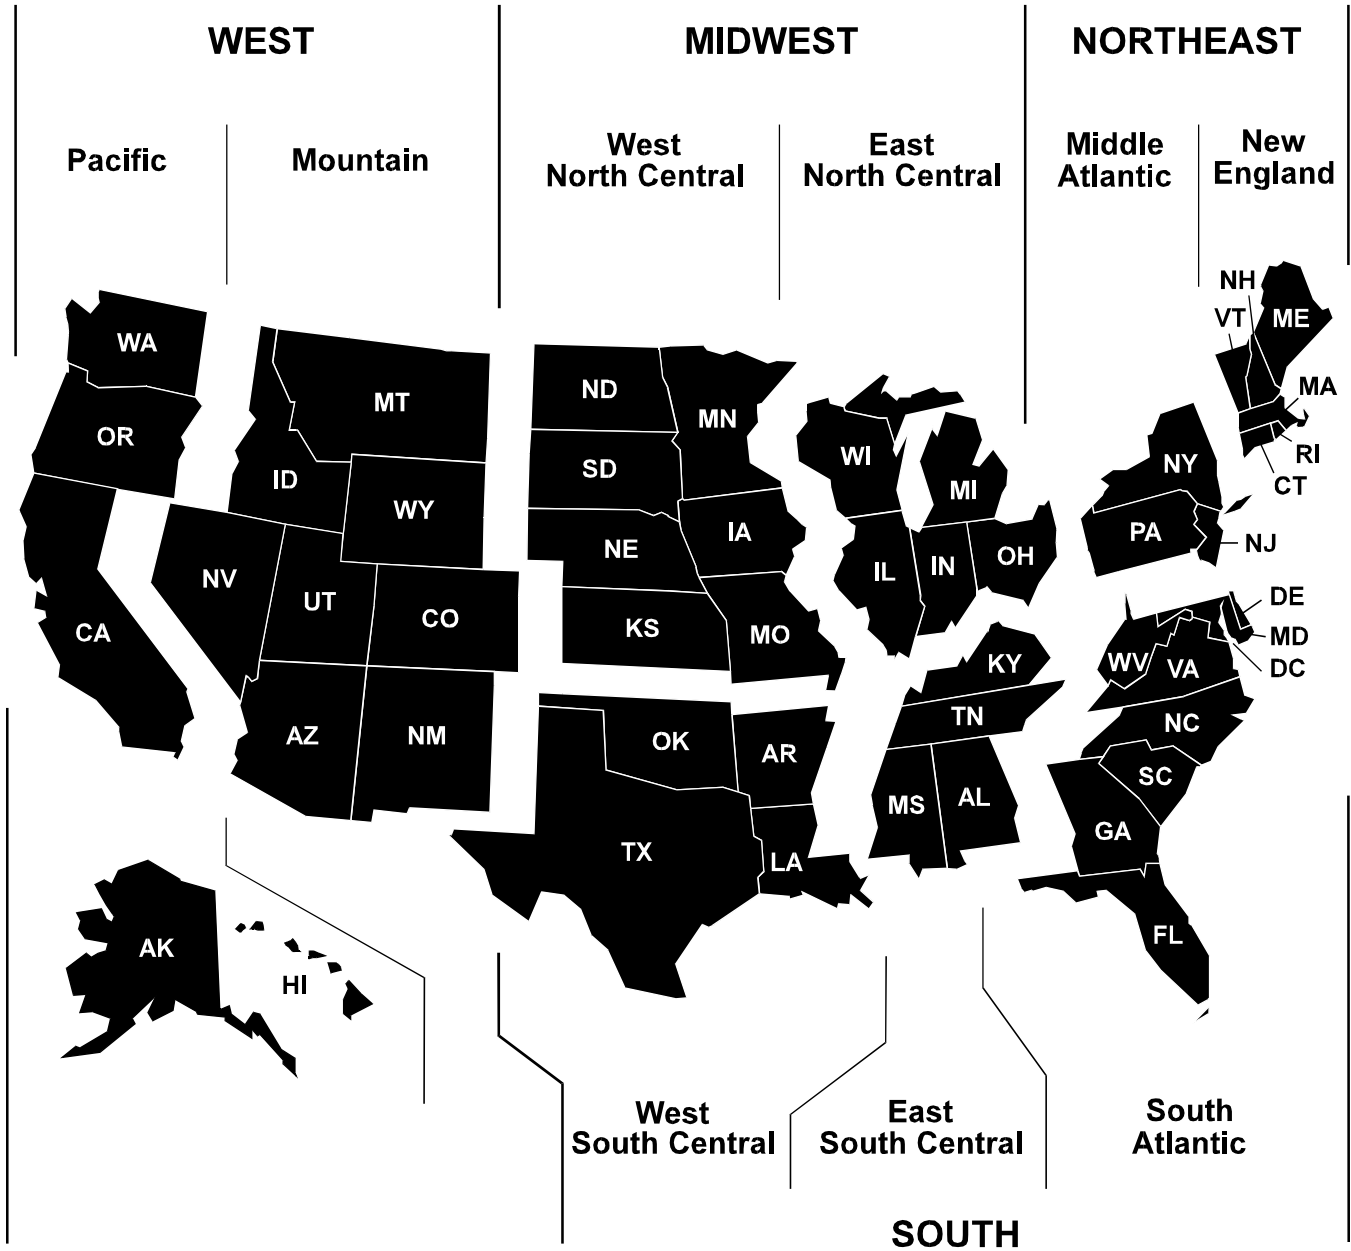 WEST
MIDWEST
NORTHEAST
Pacific
Mountain
West
North Central
East
North Central
Middle
Atlantic
New
England
NH
VT
ME
MA
RI
CT
WA
OR
MT
ID
WY
ND
SD
MN
WI
MI
NY
PA
NJ
NE
IA
IL
IN
OH
NV
UT
CO
CA
KS
MO
KY
WV
VA
DE
MD
DC
AZ
NM
OK
AR
TN
NC
SC
MS
AL
GA
TX
LA
FL
AK
HI
West
South Central
East
South Central
South
Atlantic
SOUTH